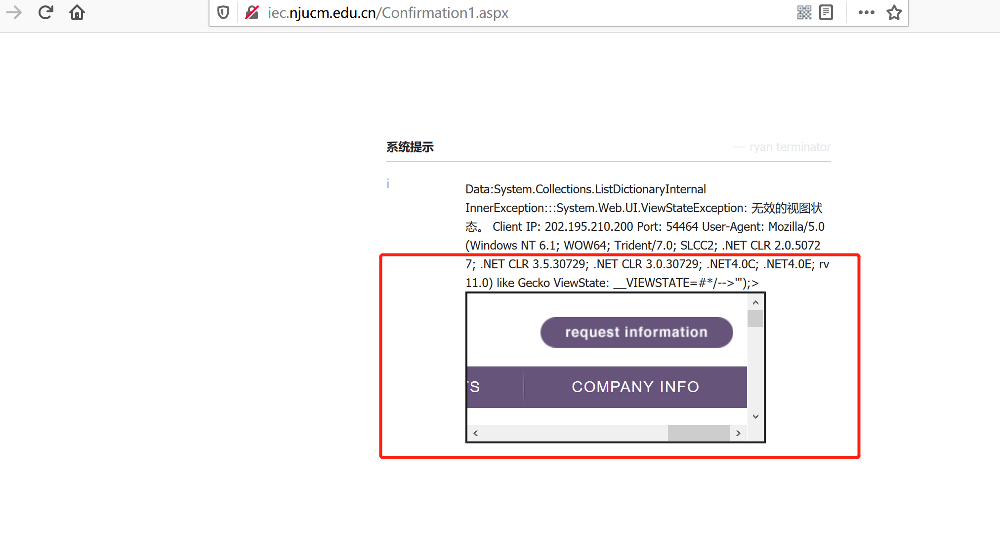 iec.njucm.edu.cn/Confirmation1.aspx
系统提示
--- ryan terminator
i
Data:System.Collections.ListDictionaryInternal
InnerException:::System.Web.UI.ViewStateException: 无效的视图状
态。 Client IP: 202.195.210.200 Port: 54464 User-Agent: Mozilla/5.0
(Windows NT 6.1; WOW64; Trident/7.0; SLCC2; .NET CLR 2.0.5072
7; .NET CLR 3.5.30729; .NET CLR 3.0.30729; .NET4.0C; .NET4.0E; rv
11.0) like Gecko ViewState: __VIEWSTATE=#*/-->'");>
request information
TS
COMPANY INFO